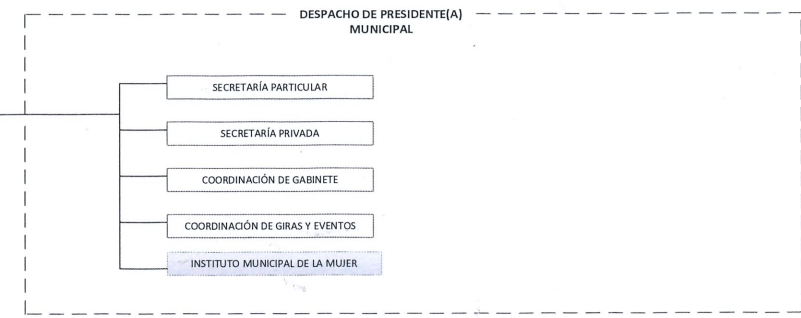 DESPACHO DE PRESIDENTE(A)
MUNICIPAL
SECRETARÍA PARTICULAR
SECRETARÍA PRIVADA
COORDINACIÓN DE GABINETE
COORDINACIÓN DE GIRAS Y EVENTOS
INSTITUTO MUNICIPAL DE LA MUJER